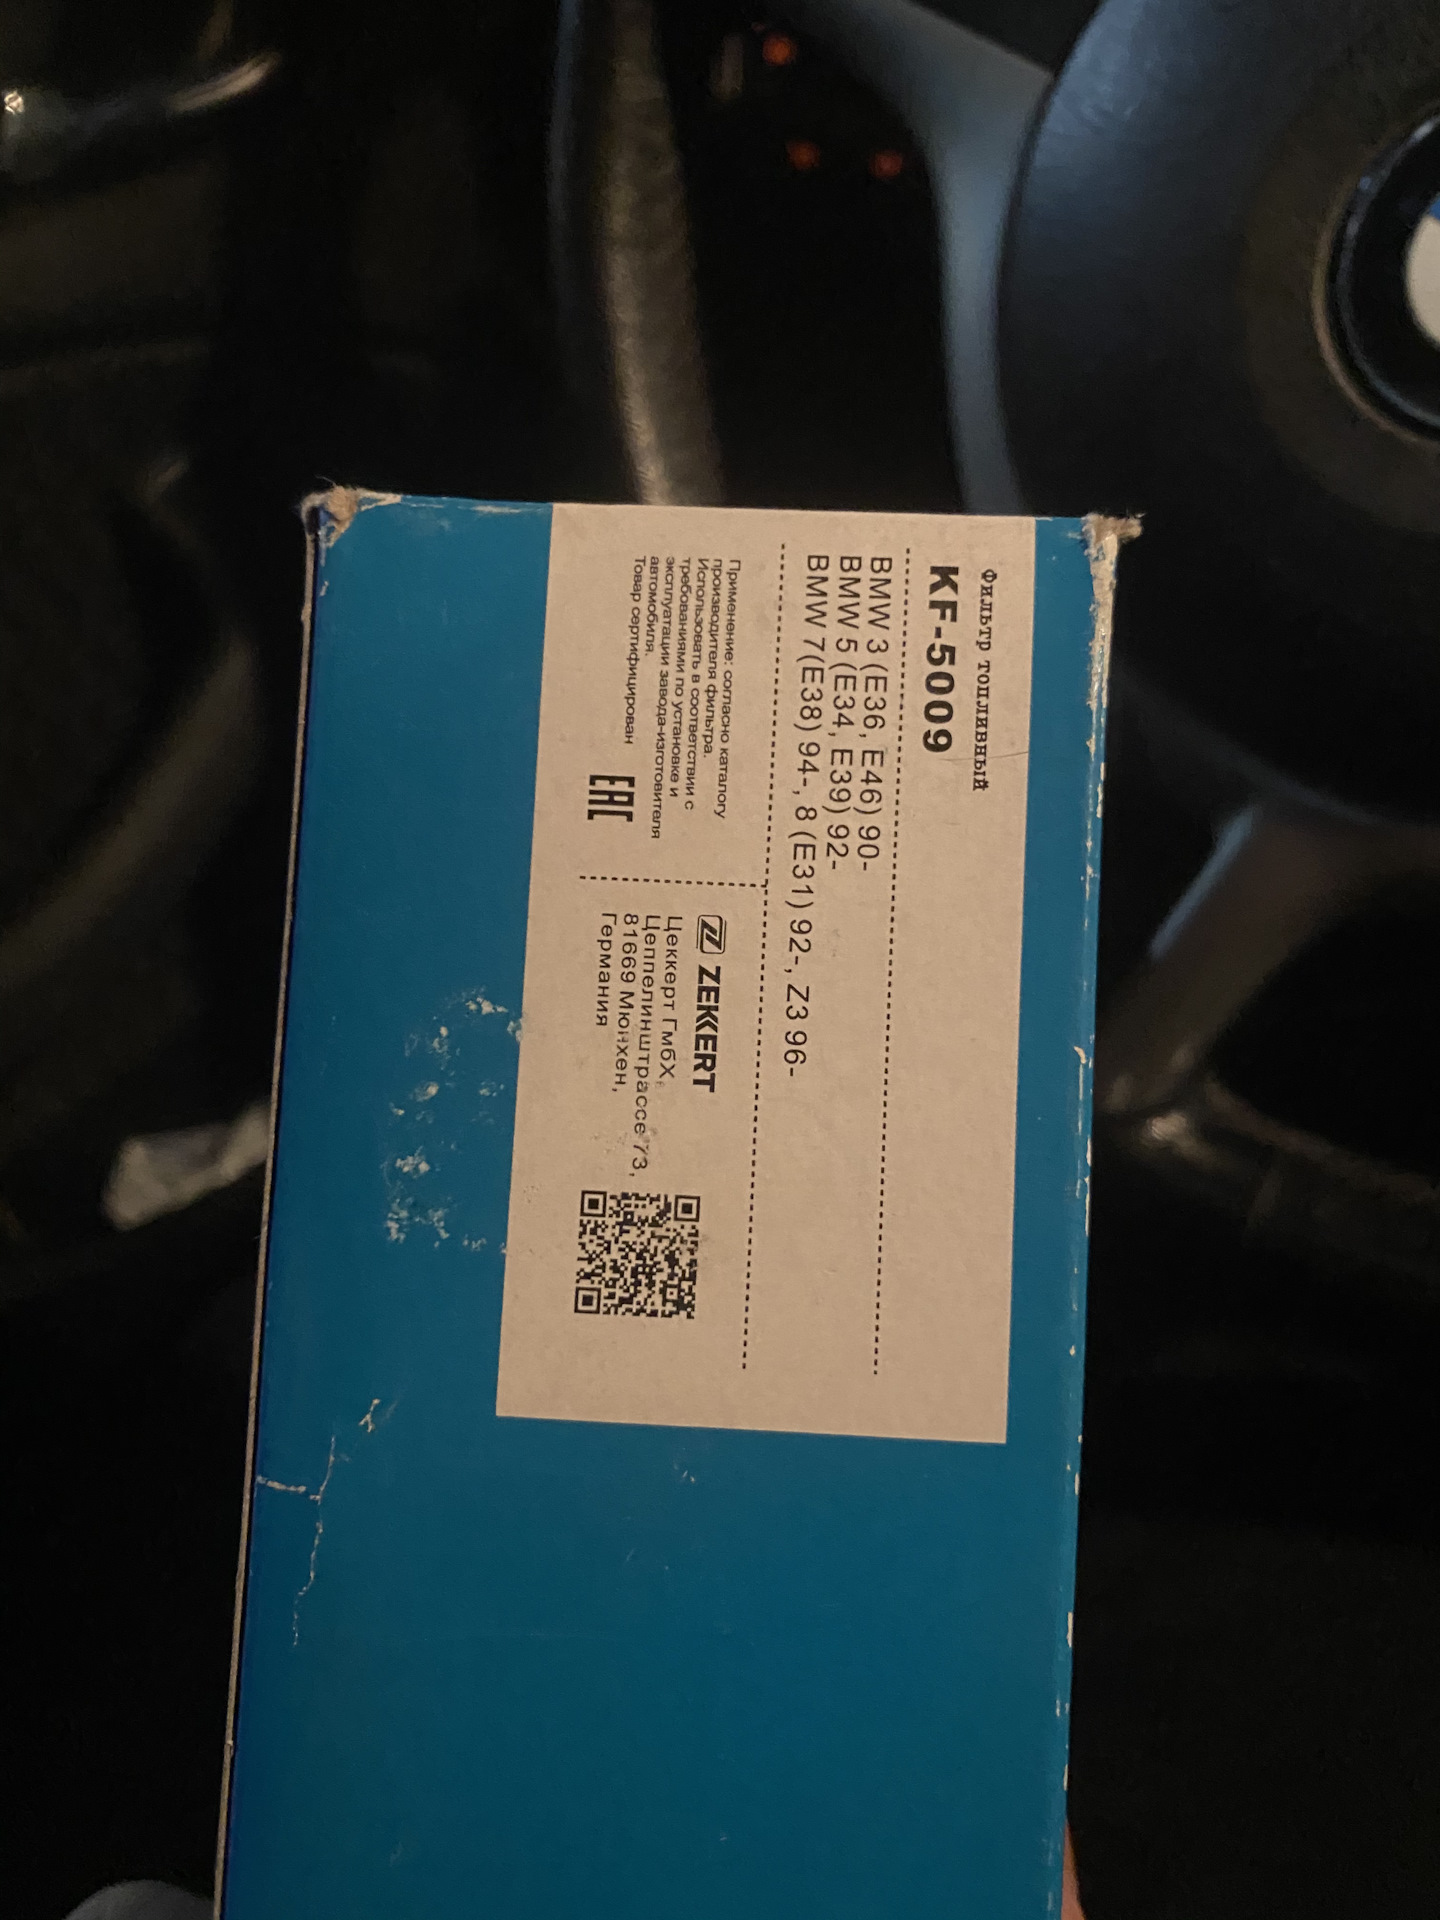 Фильтр топливный
KF-5009
BMW 3 (E36, E46) 90-
BMW 5 (E34, E39) 92-
BMW 7(E38) 94-, 8 (E31) 92-, Z3 96-
Применение: согласно каталогу
производителя фильтра.
Использовать в соответствии с
требованиями по установке и
эксплуатации завода-изготовителя
автомобиля.
Товар сертифицирован
EAC
ZEKKERT
Цеккерт ГмбХ,
Цеппелинштрассе 73,
81669 Мюнхен,
Германия